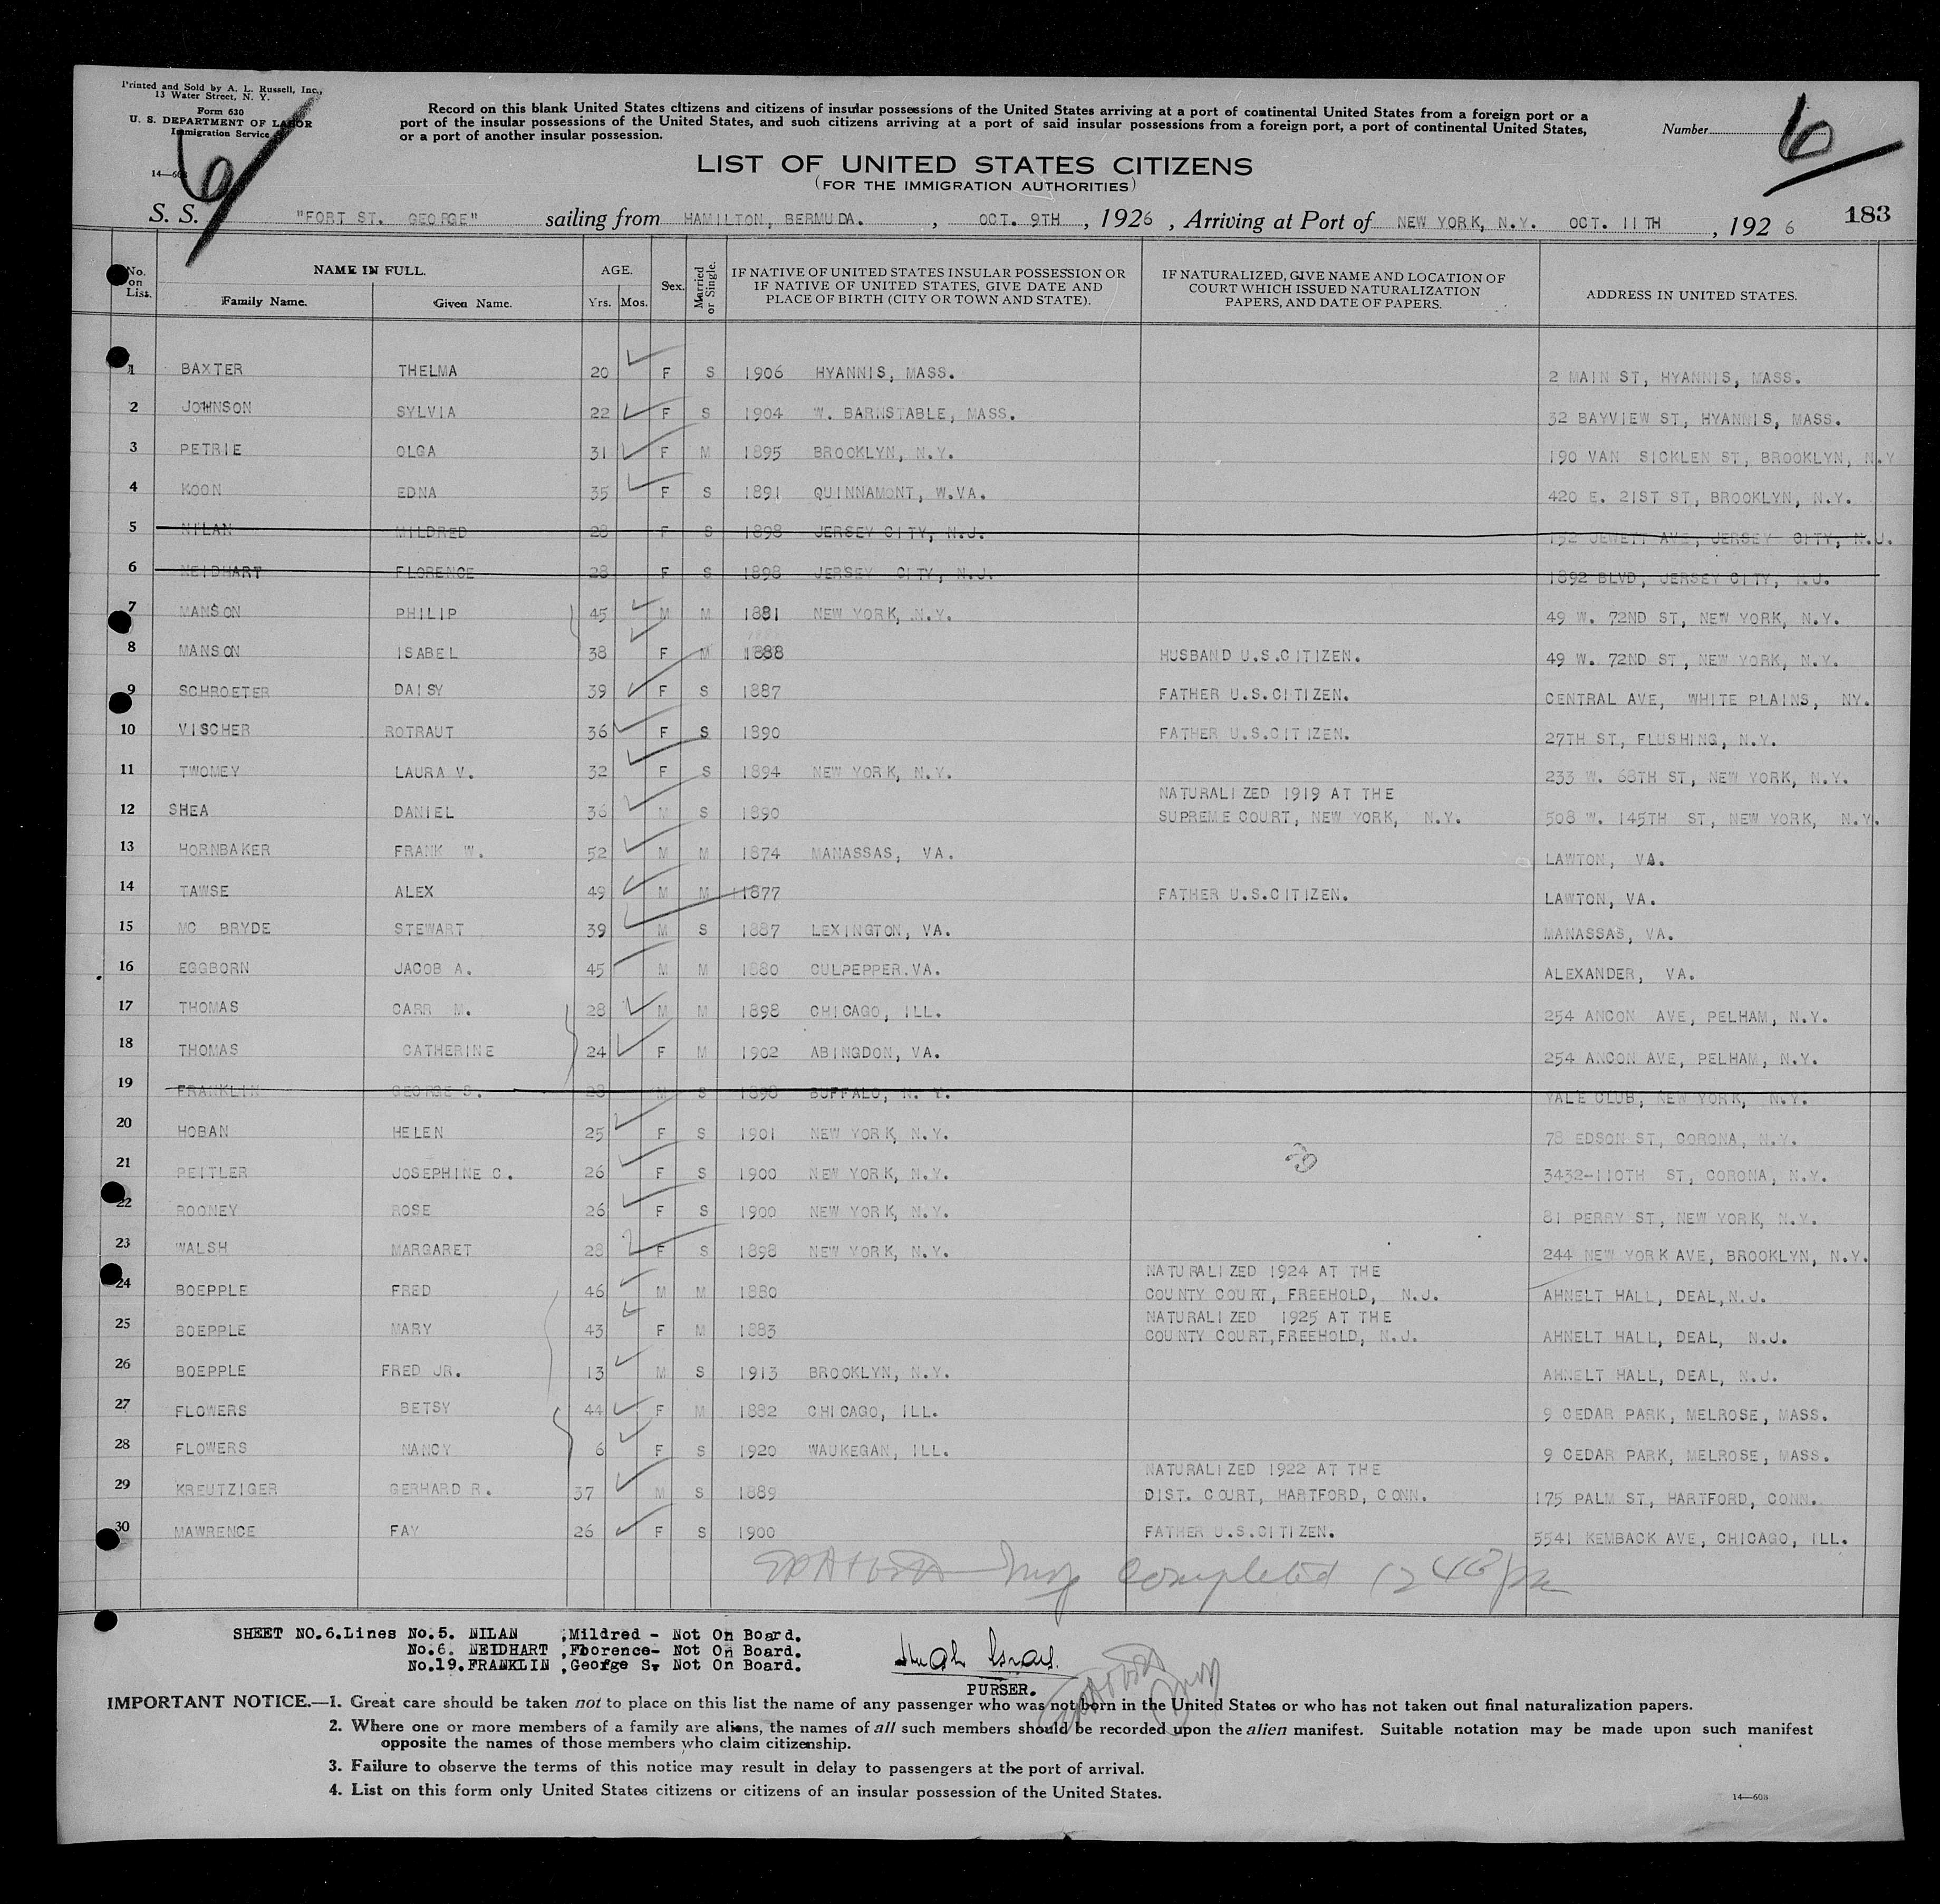 Printed and Sold by A. L. Russell, Inc.,
13 Water Street, N. Y.
Form 630
U. S. DEPARTMENT OF LABOR
Immigration Service
14—608
6
Record on this blank United States citizens and citizens of insular possessions of the United States arriving at a port of continental United States from a foreign port or a
port of the insular possessions of the United States, and such citizens arriving at a port of said insular possessions from a foreign port, a port of continental United States,
or a port of another insular possession.
Number 6
LIST OF UNITED STATES CITIZENS
(FOR THE IMMIGRATION AUTHORITIES)
S. S. "FORT ST. GEORGE" sailing from HAMILTON, BERMUDA. , OCT. 9TH , 1926 , Arriving at Port of NEW YORK, N.Y. OCT. 11TH , 192 6 183
No. on List. NAME IN FULL. Family Name. Given Name. AGE. Yrs. Mos. Sex. Married or Single. IF NATIVE OF UNITED STATES INSULAR POSSESSION OR IF NATIVE OF UNITED STATES, GIVE DATE AND PLACE OF BIRTH (CITY OR TOWN AND STATE). IF NATURALIZED, GIVE NAME AND LOCATION OF COURT WHICH ISSUED NATURALIZATION PAPERS, AND DATE OF PAPERS. ADDRESS IN UNITED STATES.
1 BAXTER THELMA 20 F S 1906 HYANNIS, MASS. 2 MAIN ST, HYANNIS, MASS.
2 JOHNSON SYLVIA 22 F S 1904 W. BARNSTABLE, MASS. 32 BAYVIEW ST, HYANNIS, MASS.
3 PETRIE OLGA 31 F M 1895 BROOKLYN, N.Y. 190 VAN SICKLEN ST, BROOKLYN, N.Y
4 KOON EDNA 35 F S 1891 QUINNAMONT, W.VA. 420 E. 21ST ST, BROOKLYN, N.Y.
5 NILAN MILDRED 28 F S 1898 JERSEY CITY, N.J. 192 JEWETT AVE, JERSEY CITY, N.J.
6 NEIDHART FLORENCE 28 F S 1898 JERSEY CITY, N.J. 1892 BLVD, JERSEY CITY, N.J.
7 MANSON PHILIP 45 M M 1881 NEW YORK, N.Y. 49 W. 72ND ST, NEW YORK, N.Y.
8 MANSON ISABEL 38 F M 1888 HUSBAND U.S.CITIZEN. 49 W. 72ND ST, NEW YORK, N.Y.
9 SCHROETER DAISY 39 F S 1887 FATHER U.S.CITIZEN. CENTRAL AVE, WHITE PLAINS, NY.
10 VISCHER ROTRAUT 36 F S 1890 FATHER U.S.CITIZEN. 27TH ST, FLUSHING, N.Y.
11 TWOMEY LAURA V. 32 F S 1894 NEW YORK, N.Y. 233 W. 68TH ST, NEW YORK, N.Y.
NATURALIZED 1919 AT THE
12 SHEA DANIEL 36 M S 1890 SUPREME COURT, NEW YORK, N.Y. 508 W. 145TH ST, NEW YORK, N.Y.
13 HORNBAKER FRANK W. 52 M M 1874 MANASSAS, VA. LAWTON, VA.
14 TAWSE ALEX 49 M M 1877 FATHER U.S.CITIZEN. LAWTON, VA.
15 MC BRYDE STEWART 39 M S 1887 LEXINGTON, VA. MANASSAS, VA.
16 EGGBORN JACOB A. 45 M M 1880 CULPEPPER.VA. ALEXANDER, VA.
17 THOMAS CARR M. 28 M M 1898 CHICAGO, ILL. 254 ANCON AVE, PELHAM, N.Y.
18 THOMAS CATHERINE 24 F M 1902 ABINGDON, VA. 254 ANCON AVE, PELHAM, N.Y.
19 FRANKLIN GEORGE S. 28 M S 1898 BUFFALO, N. Y. YALE CLUB, NEW YORK, N.Y.
20 HOBAN HELEN 25 F S 1901 NEW YORK, N.Y. 78 EDSON ST, CORONA, N.Y.
21 PEITLER JOSEPHINE C. 26 F S 1900 NEW YORK, N.Y. 3432-110TH ST, CORONA, N.Y.
22 ROONEY ROSE 26 F S 1900 NEW YORK, N.Y. 81 PERRY ST, NEW YORK, N.Y.
23 WALSH MARGARET 28 F S 1898 NEW YORK, N.Y. 244 NEW YORK AVE, BROOKLYN, N.Y.
NATURALIZED 1924 AT THE
24 BOEPPLE FRED 46 M M 1880 COUNTY COURT, FREEHOLD, N.J. AHNELT HALL, DEAL,N.J.
NATURALIZED 1925 AT THE
25 BOEPPLE MARY 43 F M 1883 COUNTY COURT,FREEHOLD, N.J. AHNELT HALL, DEAL, N.J.
26 BOEPPLE FRED JR. 13 M S 1913 BROOKLYN, N.Y. AHNELT HALL, DEAL, N.J.
27 FLOWERS BETSY 44 F M 1882 CHICAGO, ILL. 9 CEDAR PARK, MELROSE, MASS.
28 FLOWERS NANCY 6 F S 1920 WAUKEGAN, ILL. 9 CEDAR PARK, MELROSE, MASS.
NATURALIZED 1922 AT THE
29 KREUTZIGER GERHARD R. 37 M S 1889 DIST. COURT, HARTFORD, CONN. 175 PALM ST, HARTFORD, CONN.
30 MAWRENCE FAY 26 F S 1900 FATHER U.S.CITIZEN. 5541 KEMBACK AVE, CHICAGO, ILL.
Completed 12 40 pm
SHEET NO.6.Lines No.5. NILAN ,Mildred - Not On Board.
No.6. NEIDHART ,Florence- Not On Board.
No.19.FRANKLIN ,George S. Not On Board.
PURSER.
IMPORTANT NOTICE.—1. Great care should be taken not to place on this list the name of any passenger who was not born in the United States or who has not taken out final naturalization papers.
2. Where one or more members of a family are aliens, the names of all such members should be recorded upon the alien manifest. Suitable notation may be made upon such manifest
opposite the names of those members who claim citizenship.
3. Failure to observe the terms of this notice may result in delay to passengers at the port of arrival.
4. List on this form only United States citizens or citizens of an insular possession of the United States.
14—608